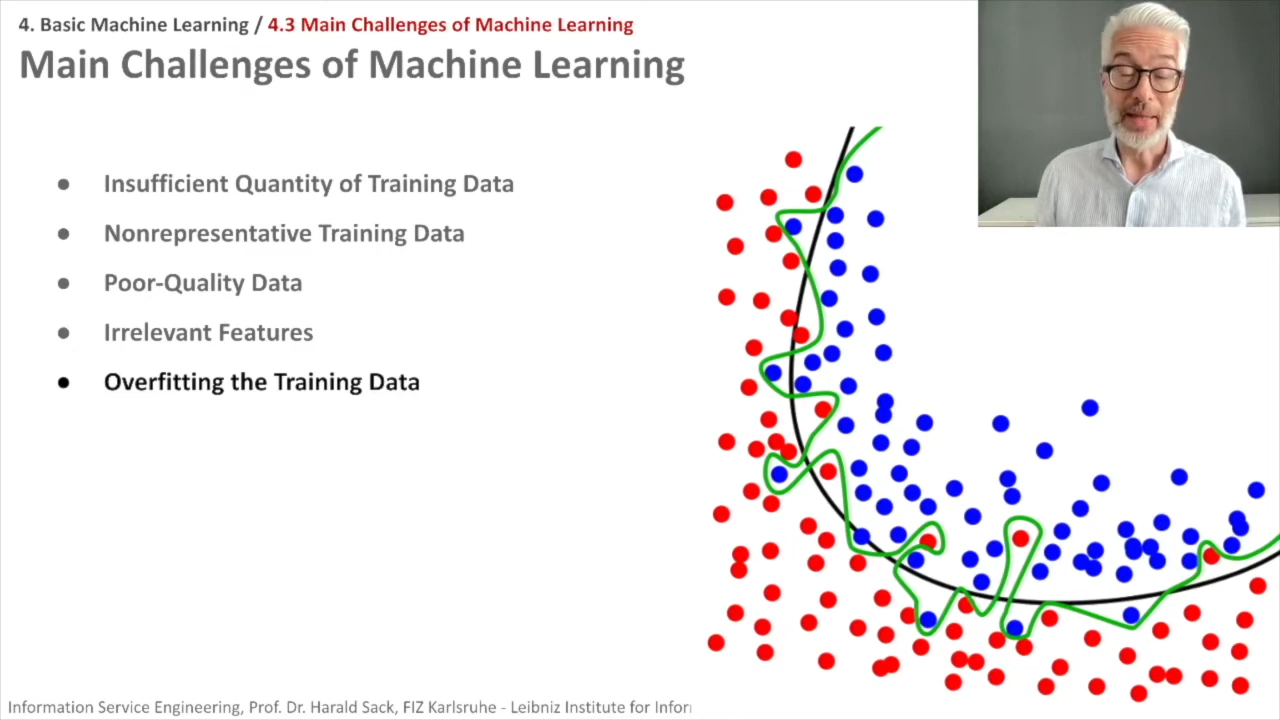 4. Basic Machine Learning / 4.3 Main Challenges of Machine Learning
Main Challenges of Machine Learning
● Insufficient Quantity of Training Data
● Nonrepresentative Training Data
● Poor-Quality Data
● Irrelevant Features
● Overfitting the Training Data
Information Service Engineering, Prof. Dr. Harald Sack, FIZ Karlsruhe - Leibniz Institute for